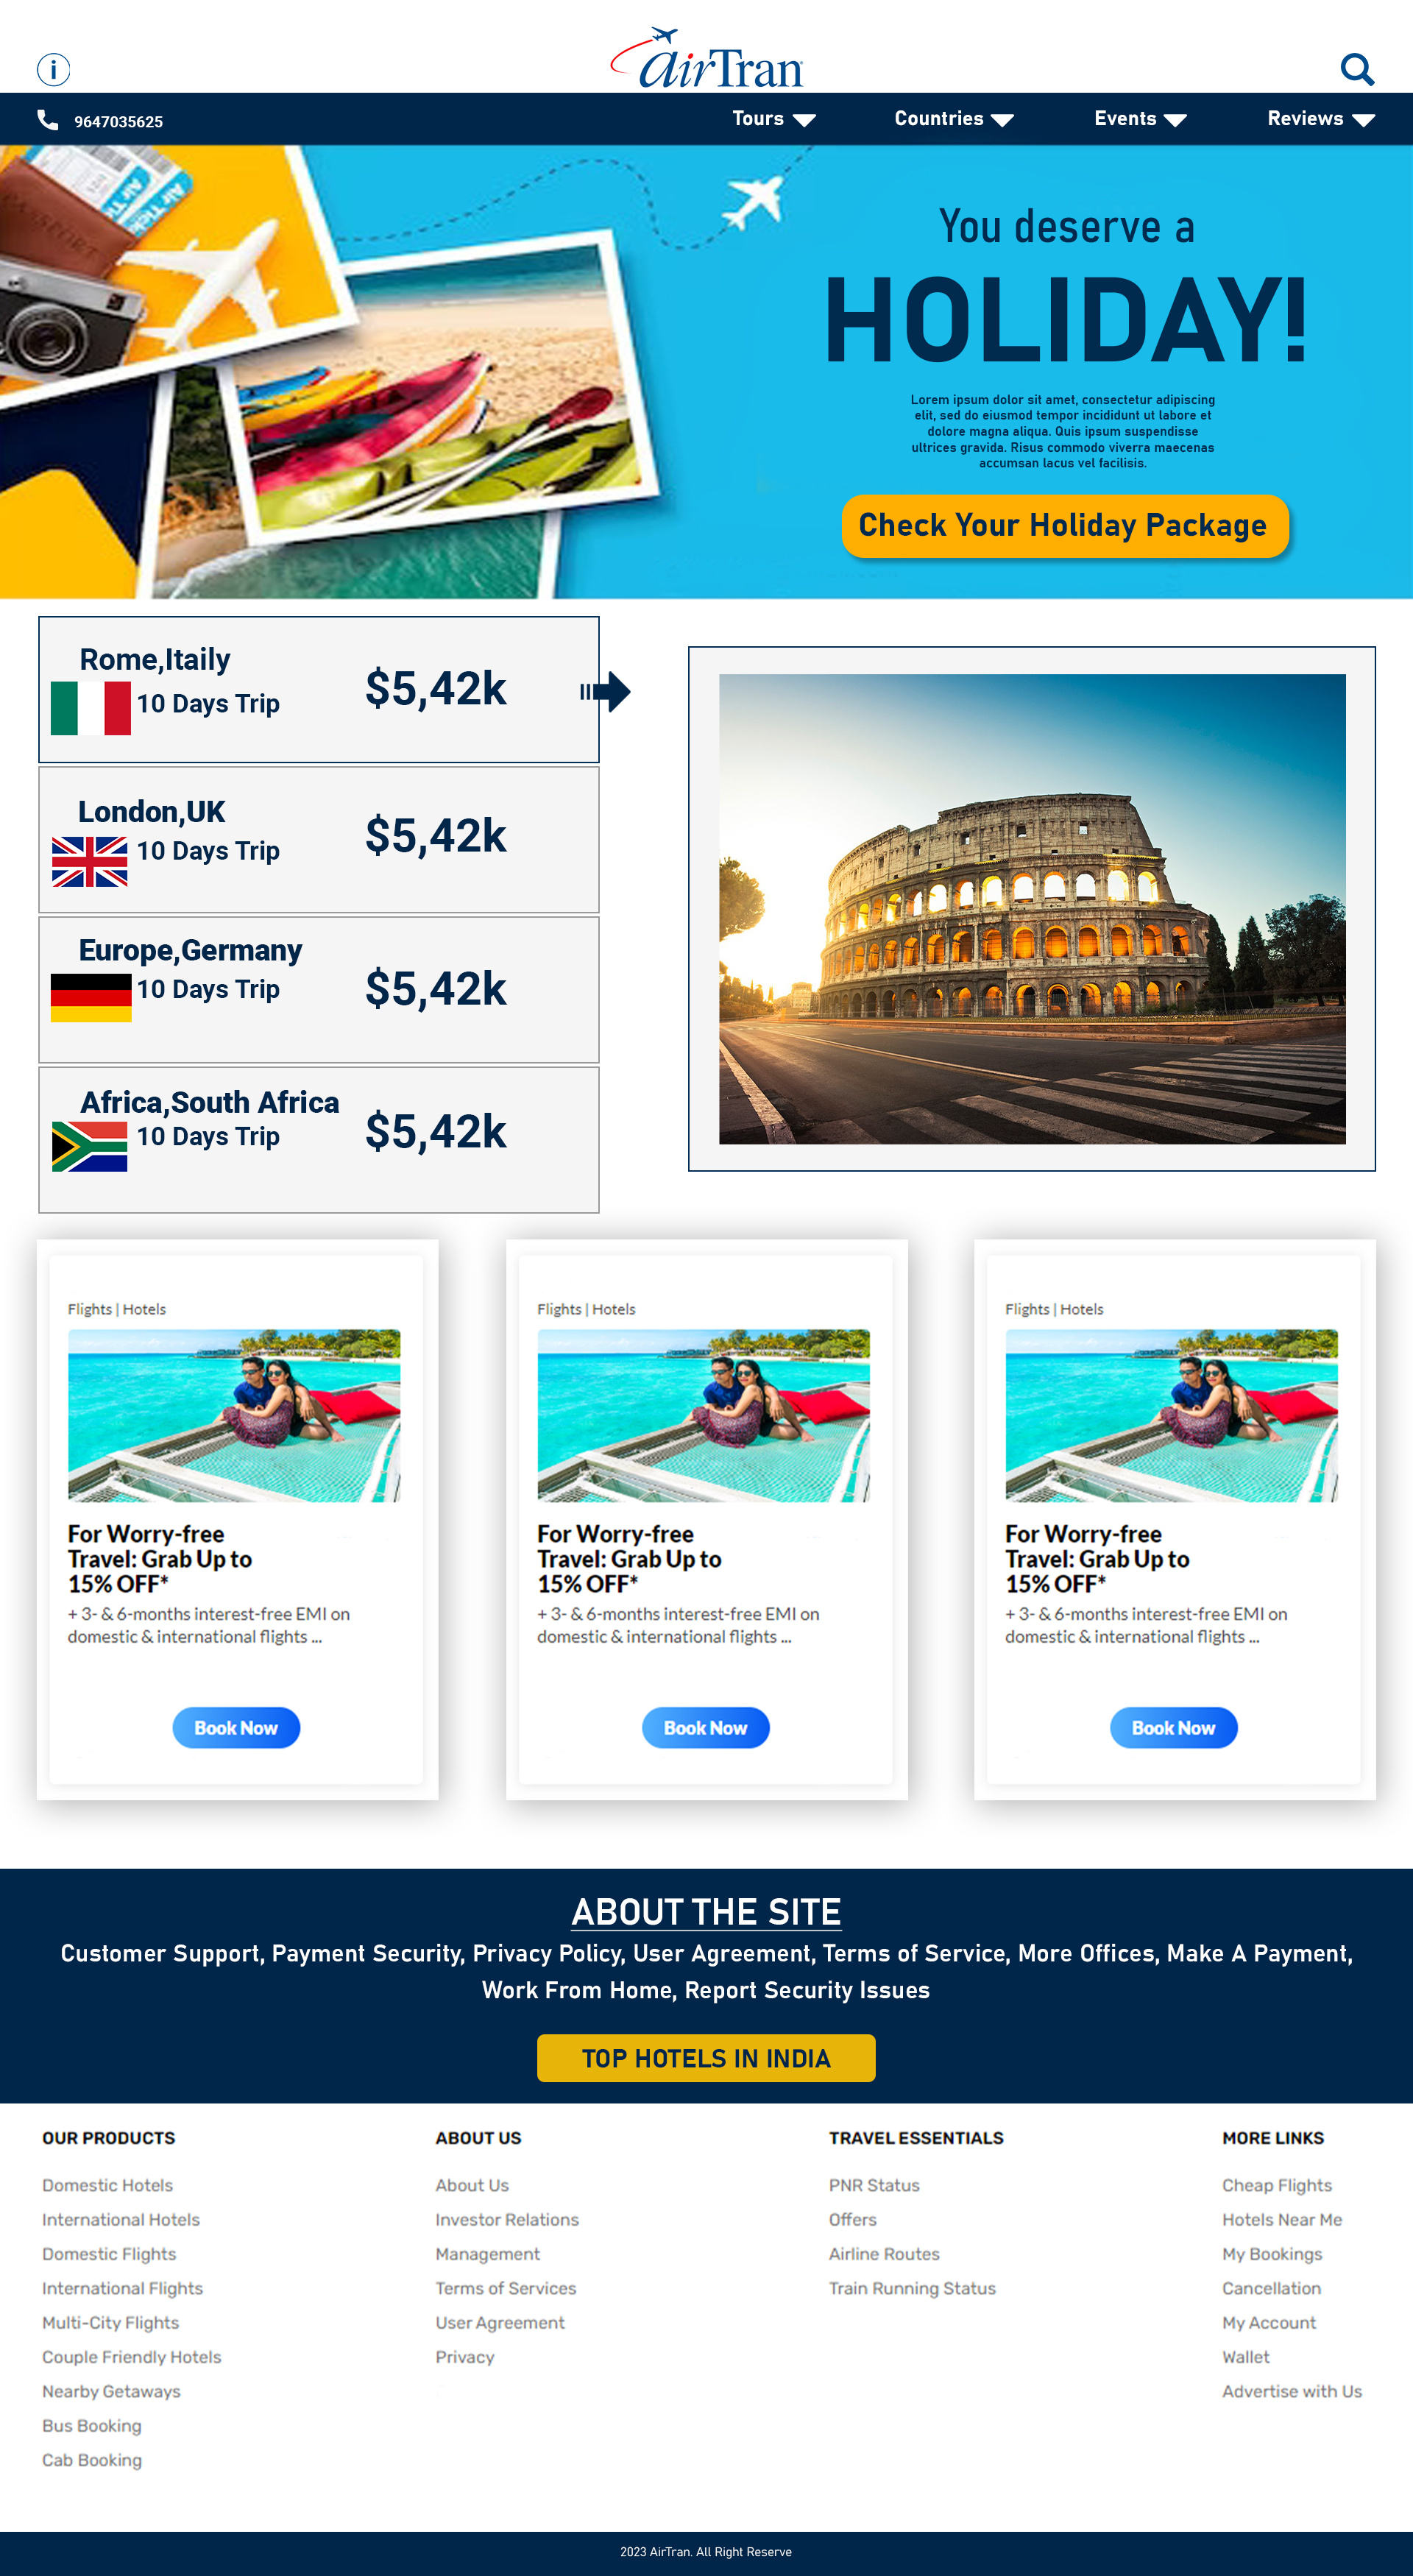 airTran
9647035625
Tours
Countries
Events
Reviews
Air Ticket
You deserve a
HOLIDAY!
Lorem ipsum dolor sit amet, consectetur adipiscing
elit, sed do eiusmod tempor incididunt ut labore et
dolore magna aliqua. Quis ipsum suspendisse
ultrices gravida. Risus commodo viverra maecenas
accumsan lacus vel facilisis.
Check Your Holiday Package
Rome,Itaily
10 Days Trip
$5,42k
London,UK
10 Days Trip
$5,42k
Europe,Germany
10 Days Trip
$5,42k
Africa,South Africa
10 Days Trip
$5,42k
Flights | Hotels
For Worry-free
Travel: Grab Up to
15% OFF*
+ 3- & 6-months interest-free EMI on
domestic & international flights ...
Book Now
Flights | Hotels
For Worry-free
Travel: Grab Up to
15% OFF*
+ 3- & 6-months interest-free EMI on
domestic & international flights ...
Book Now
Flights | Hotels
For Worry-free
Travel: Grab Up to
15% OFF*
+ 3- & 6-months interest-free EMI on
domestic & international flights ...
Book Now
ABOUT THE SITE
Customer Support, Payment Security, Privacy Policy, User Agreement, Terms of Service, More Offices, Make A Payment,
Work From Home, Report Security Issues
TOP HOTELS IN INDIA
OUR PRODUCTS
Domestic Hotels
International Hotels
Domestic Flights
International Flights
Multi-City Flights
Couple Friendly Hotels
Nearby Getaways
Bus Booking
Cab Booking
ABOUT US
About Us
Investor Relations
Management
Terms of Services
User Agreement
Privacy
TRAVEL ESSENTIALS
PNR Status
Offers
Airline Routes
Train Running Status
MORE LINKS
Cheap Flights
Hotels Near Me
My Bookings
Cancellation
My Account
Wallet
Advertise with Us
2023 AirTran. All Right Reserve